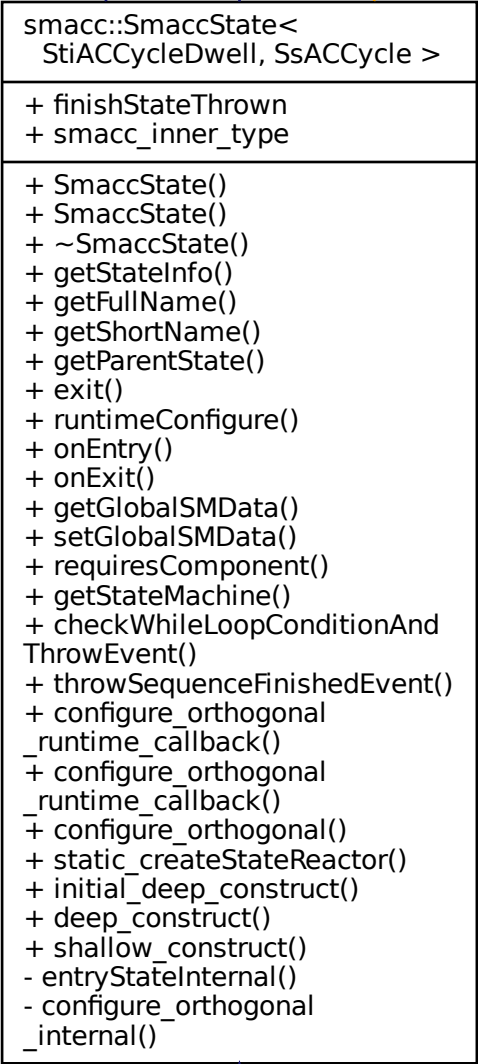 smacc::SmaccState<
StiACCycleDwell, SsACCycle >
+ finishStateThrown
+ smacc_inner_type
+ SmaccState()
+ SmaccState()
+ ~SmaccState()
+ getStateInfo()
+ getFullName()
+ getShortName()
+ getParentState()
+ exit()
+ runtimeConfigure()
+ onEntry()
+ onExit()
+ getGlobalSMData()
+ setGlobalSMData()
+ requiresComponent()
+ getStateMachine()
+ checkWhileLoopConditionAnd
ThrowEvent()
+ throwSequenceFinishedEvent()
+ configure_orthogonal
_runtime_callback()
+ configure_orthogonal
_runtime_callback()
+ configure_orthogonal()
+ static_createStateReactor()
+ initial_deep_construct()
+ deep_construct()
+ shallow_construct()
- entryStateInternal()
- configure_orthogonal
_internal()